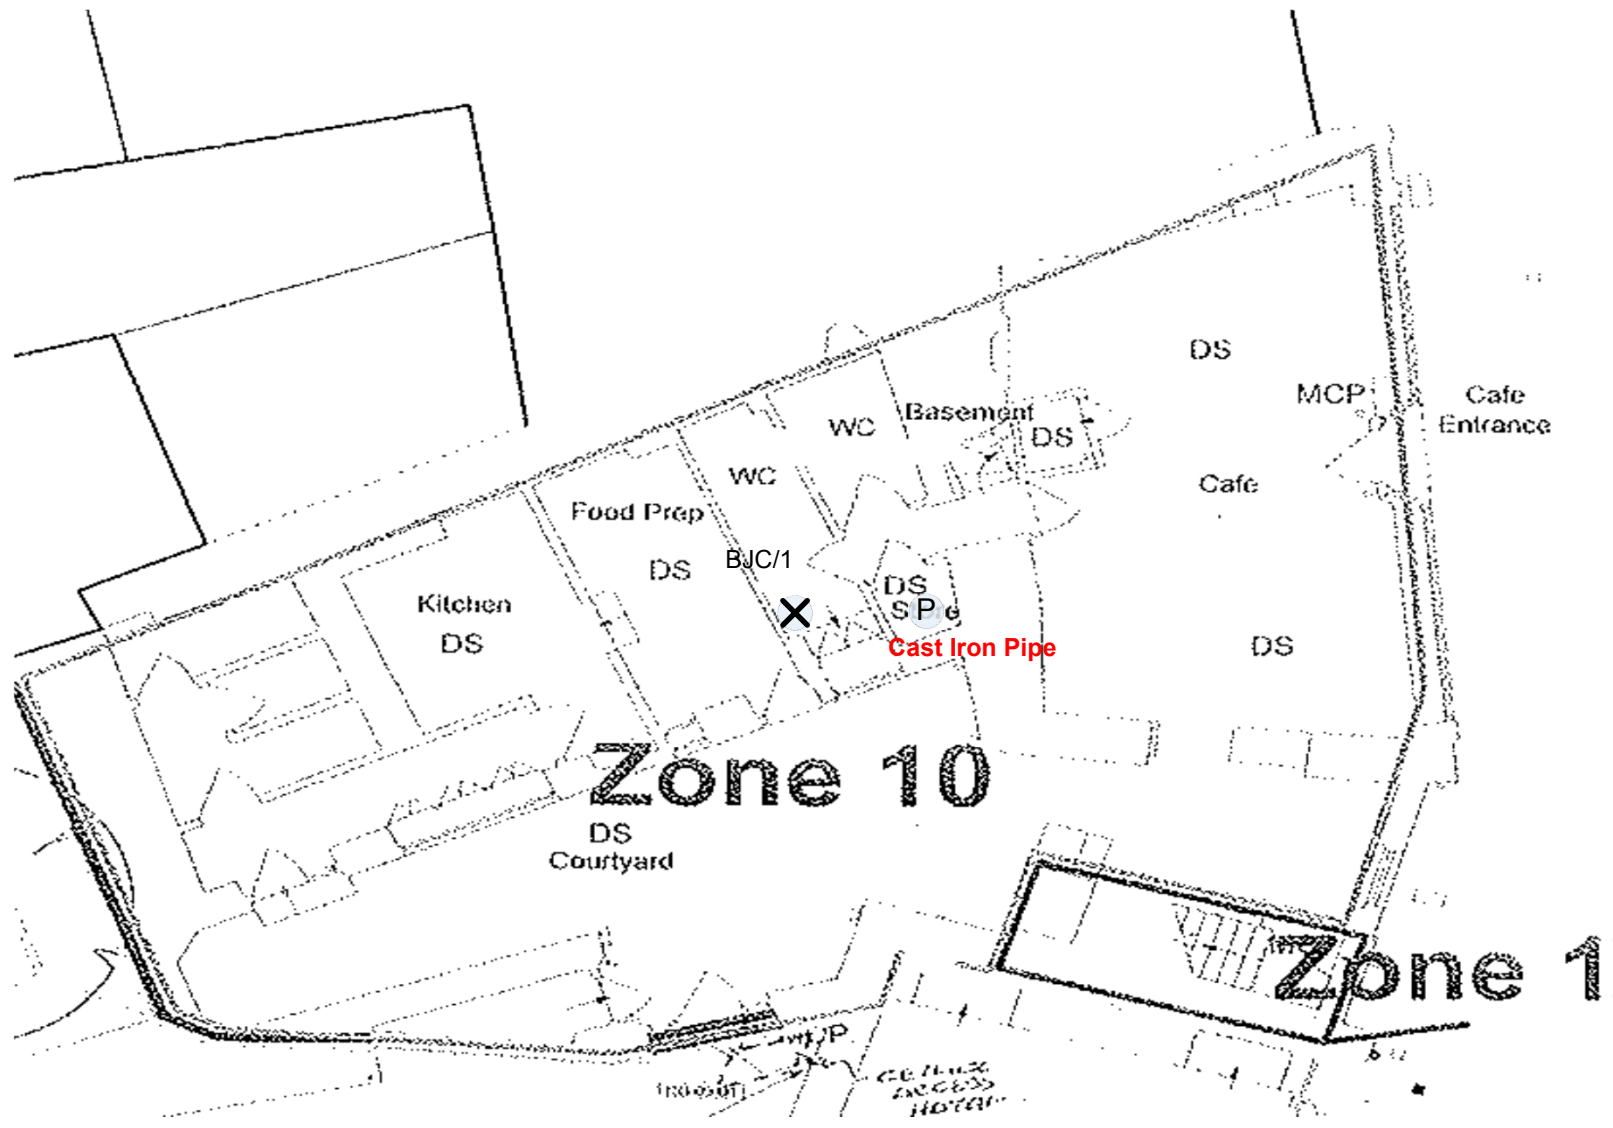 DS
MCP
Cafe
Entrance
WC
Basement
DS
WC
Cafe
Food Prep
BJC/1
DS
DS
Store
P
Kitchen
DS
Cast Iron Pipe
DS
Zone 10
DS
Courtyard
Zone 1